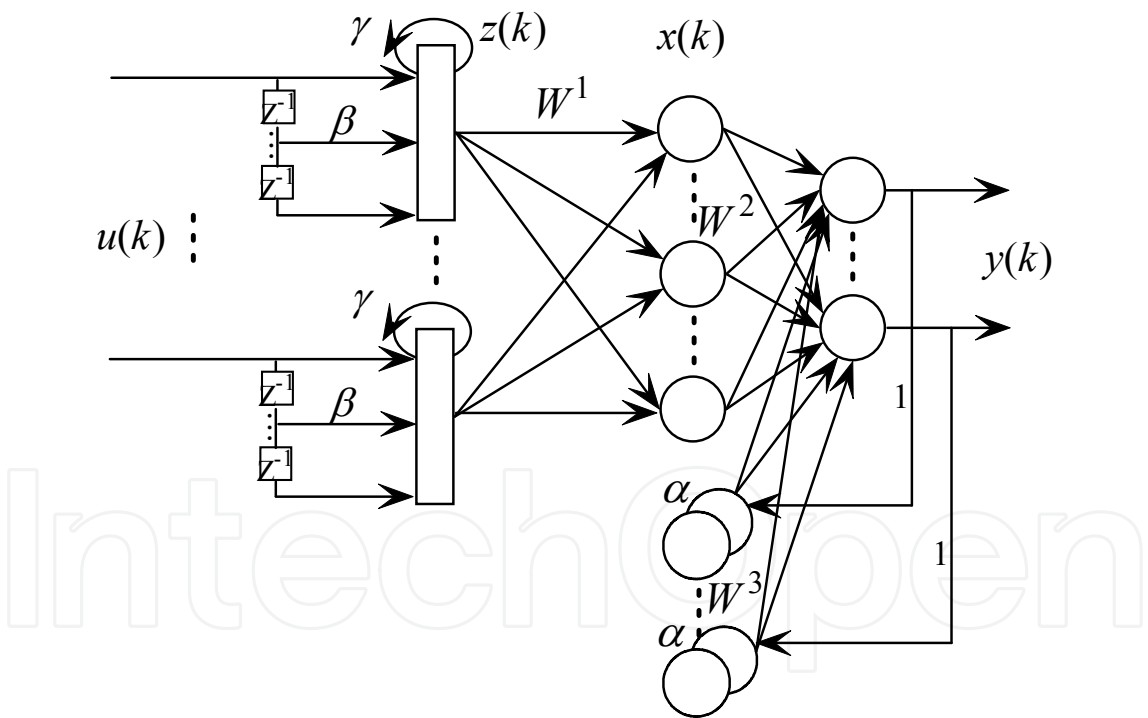 γ z(k) x(k)
z⁻¹ β W¹
z⁻¹
W²
u(k) y(k)
γ
z⁻¹ β 1
z⁻¹
α
1
W³
α
IntechOpen